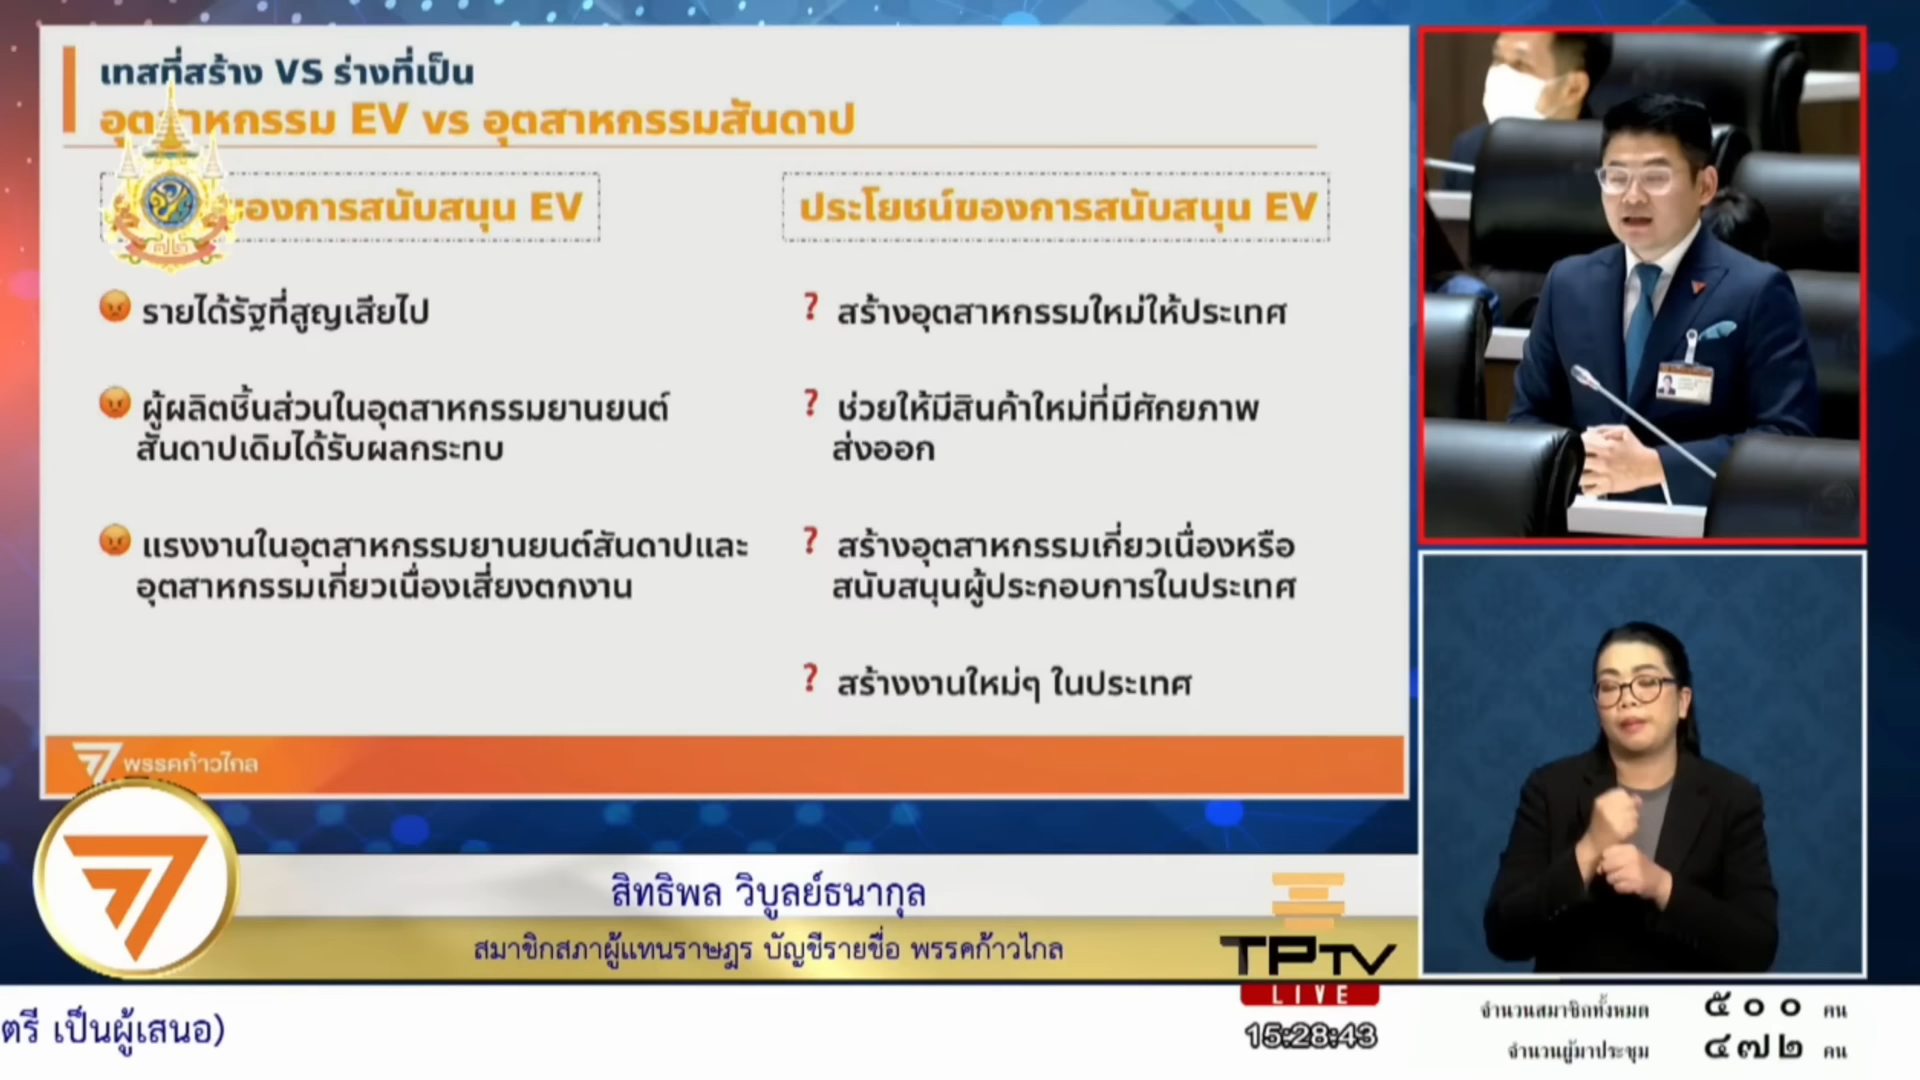 เทสที่สร้าง VS ร่างที่เป็น
อุตสาหกรรม EV vs อุตสาหกรรมสันดาป
ของการสนับสนุน EV
ประโยชน์ของการสนับสนุน EV
รายได้รัฐที่สูญเสียไป
ผู้ผลิตชิ้นส่วนในอุตสาหกรรมยานยนต์
สันดาปเดิมได้รับผลกระทบ
แรงงานในอุตสาหกรรมยานยนต์สันดาปและ
อุตสาหกรรมเกี่ยวเนื่องเสี่ยงตกงาน
? สร้างอุตสาหกรรมใหม่ให้ประเทศ
? ช่วยให้มีสินค้าใหม่ที่มีศักยภาพ
ส่งออก
? สร้างอุตสาหกรรมเกี่ยวเนื่องหรือ
สนับสนุนผู้ประกอบการในประเทศ
? สร้างงานใหม่ๆ ในประเทศ
พรรคก้าวไกล
สิทธิพล วิบูลย์ธนากุล
สมาชิกสภาผู้แทนราษฎร บัญชีรายชื่อ พรรคก้าวไกล
TPTV
LIVE
15:28:43
ตรี เป็นผู้เสนอ)
จำนวนสมาชิกทั้งหมด ๕๐๐ คน
จำนวนผู้มาประชุม ๔๗๒ คน